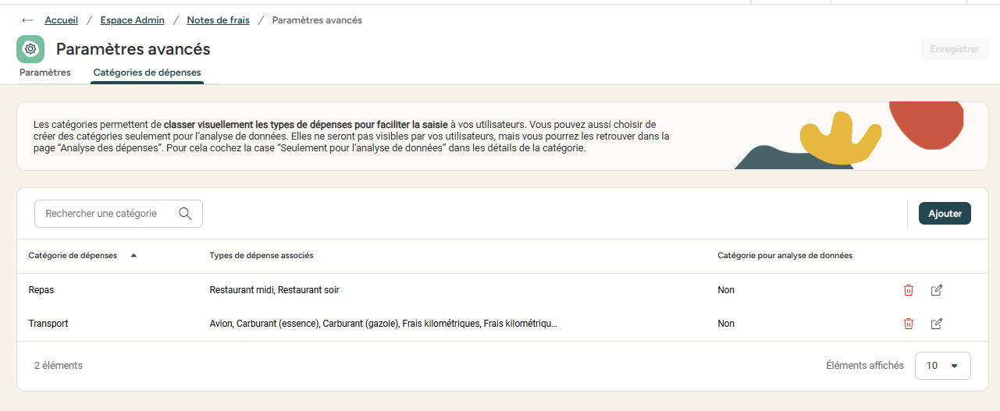 ← Accueil / Espace Admin / Notes de frais / Paramètres avancés
Paramètres avancés
Enregistrer
Paramètres Catégories de dépenses
Les catégories permettent de classer visuellement les types de dépenses pour faciliter la saisie à vos utilisateurs. Vous pouvez aussi choisir de
créer des catégories seulement pour l’analyse de données. Elles ne seront pas visibles par vos utilisateurs, mais vous pourrez les retrouver dans la
page “Analyse des dépenses”. Pour cela cochez la case “Seulement pour l’analyse de données” dans les détails de la catégorie.
Rechercher une catégorie
Ajouter
Catégorie de dépenses Types de dépense associés Catégorie pour analyse de données
Repas Restaurant midi, Restaurant soir Non
Transport Avion, Carburant (essence), Carburant (gazole), Frais kilométriques, Frais kilométriqu... Non
2 éléments Éléments affichés 10